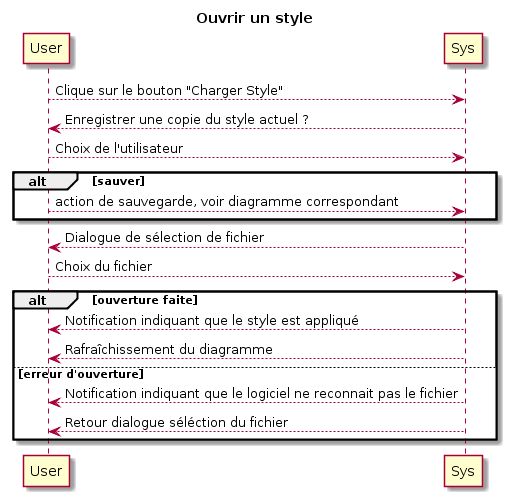 Ouvrir un style
User Sys
Clique sur le bouton "Charger Style"
Enregistrer une copie du style actuel ?
Choix de l'utilisateur
alt [sauver]
action de sauvegarde, voir diagramme correspondant
Dialogue de sélection de fichier
Choix du fichier
alt [ouverture faite]
Notification indiquant que le style est appliqué
Rafraîchissement du diagramme
[erreur d'ouverture]
Notification indiquant que le logiciel ne reconnait pas le fichier
Retour dialogue séléction du fichier
User Sys